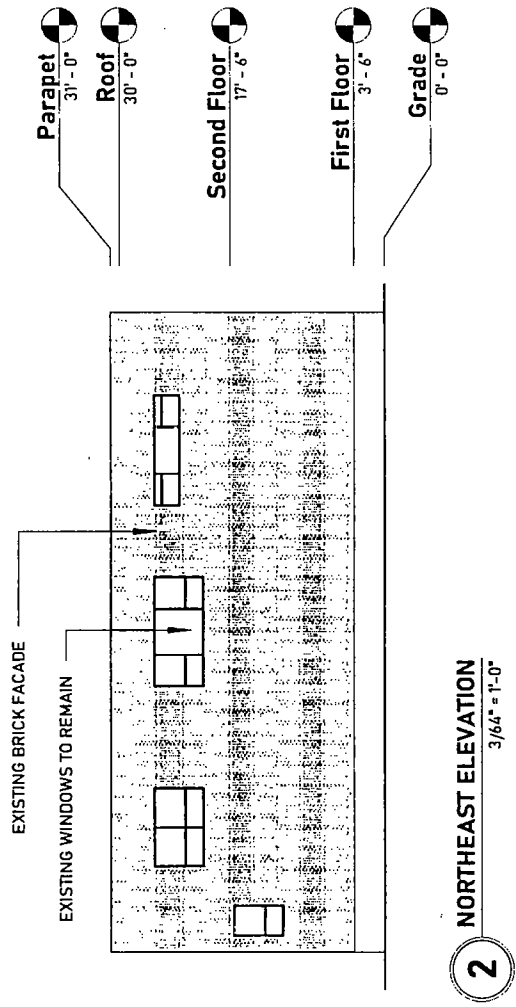 EXISTING BRICK FACADE
EXISTING WINDOWS TO REMAIN
Parapet
31' - 0"
Roof
30' - 0"
Second Floor
17' - 6"
First Floor
3' - 6"
Grade
0' - 0"
2
NORTHEAST ELEVATION
3/64" = 1'-0"